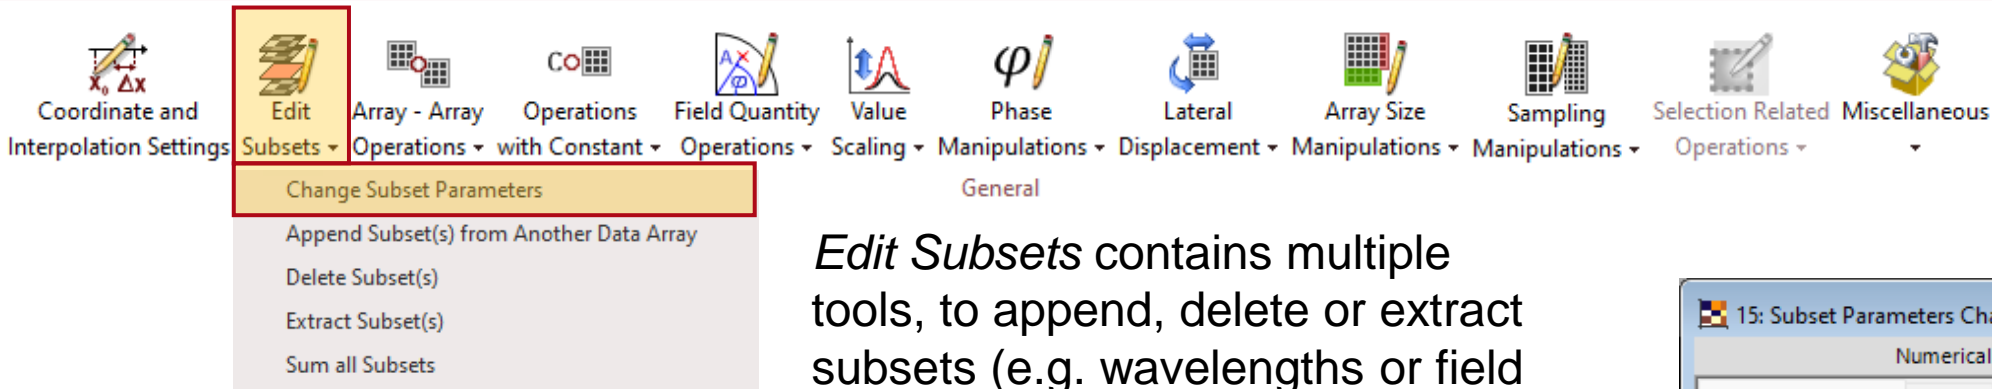 Coordinate and
Interpolation Settings
Edit
Subsets
Array - Array
Operations
Operations
with Constant
Field Quantity
Operations
Value
Scaling
Phase
Manipulations
Lateral
Displacement
Array Size
Manipulations
Sampling
Manipulations
Selection Related
Operations
Miscellaneous
General
Change Subset Parameters
Append Subset(s) from Another Data Array
Delete Subset(s)
Extract Subset(s)
Sum all Subsets
Edit Subsets contains multiple
tools, to append, delete or extract
subsets (e.g. wavelengths or field
15: Subset Parameters Cha
Numerical